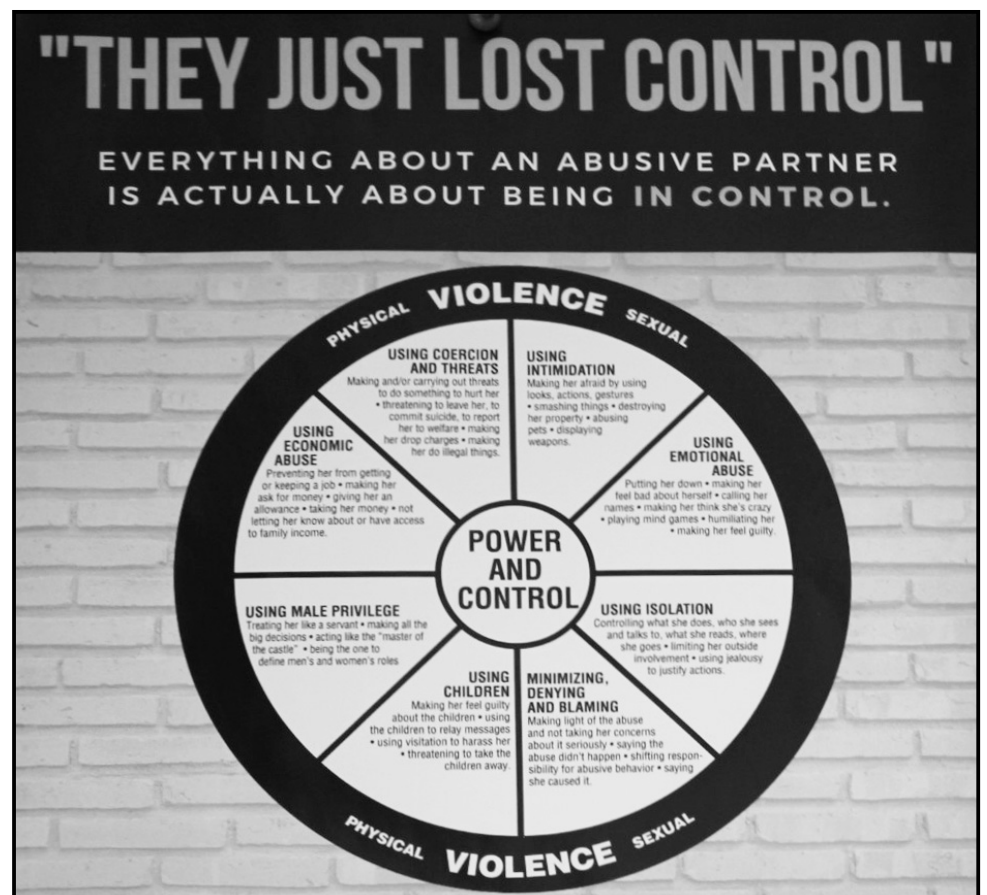 "THEY JUST LOST CONTROL"
EVERYTHING ABOUT AN ABUSIVE PARTNER
IS ACTUALLY ABOUT BEING IN CONTROL.
PHYSICAL VIOLENCE SEXUAL
USING COERCION
AND THREATS
Making and/or carrying out threats
to do something to hurt her
• threatening to leave her, to
commit suicide, to report
her to welfare • making
her drop charges • making
her do illegal things.
USING
INTIMIDATION
Making her afraid by using
looks, actions, gestures
• smashing things • destroying
her property • abusing
pets • displaying
weapons.
USING
EMOTIONAL
ABUSE
Putting her down • making her
feel bad about herself • calling her
names • making her think she's crazy
• playing mind games • humiliating her
• making her feel guilty.
USING ISOLATION
Controlling what she does, who she sees
and talks to, what she reads, where
she goes • limiting her outside
involvement • using jealousy
to justify actions.
MINIMIZING,
DENYING
AND BLAMING
Making light of the abuse
and not taking her concerns
about it seriously • saying the
abuse didn't happen • shifting respon-
sibility for abusive behavior • saying
she caused it.
USING
CHILDREN
Making her feel guilty
about the children • using
the children to relay messages
• using visitation to harass her
• threatening to take the
children away.
USING MALE PRIVILEGE
Treating her like a servant • making all the
big decisions • acting like the "master of
the castle" • being the one to
define men's and women's roles
USING
ECONOMIC
ABUSE
Preventing her from getting
or keeping a job • making her
ask for money • giving her an
allowance • taking her money • not
letting her know about or have access
to family income.
POWER
AND
CONTROL
PHYSICAL VIOLENCE SEXUAL